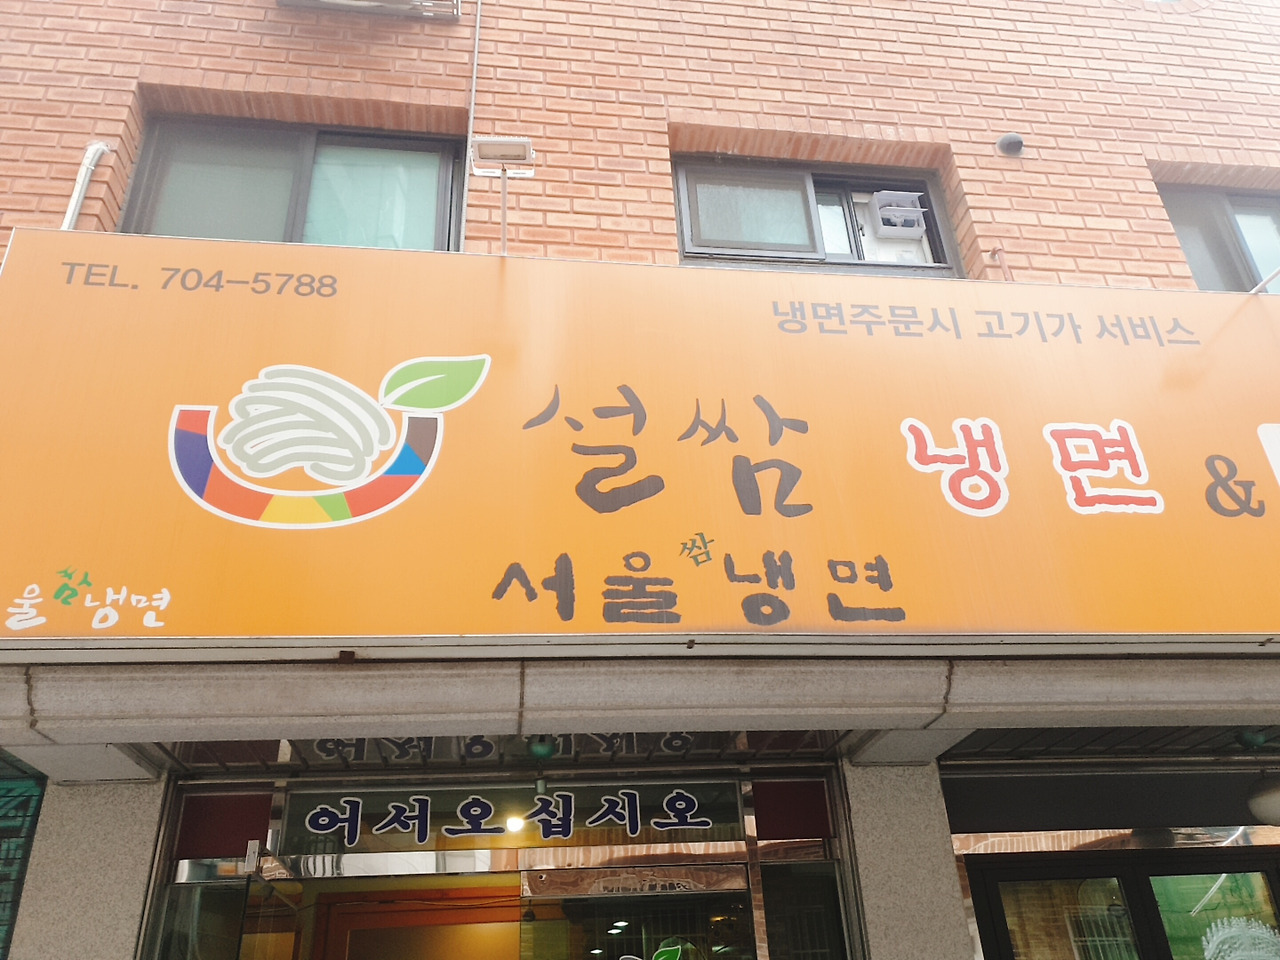 TEL. 704-5788
냉면주문시 고기가 서비스
설쌈 냉면 &
서울쌈냉면
울쌈냉면
어서오십시오